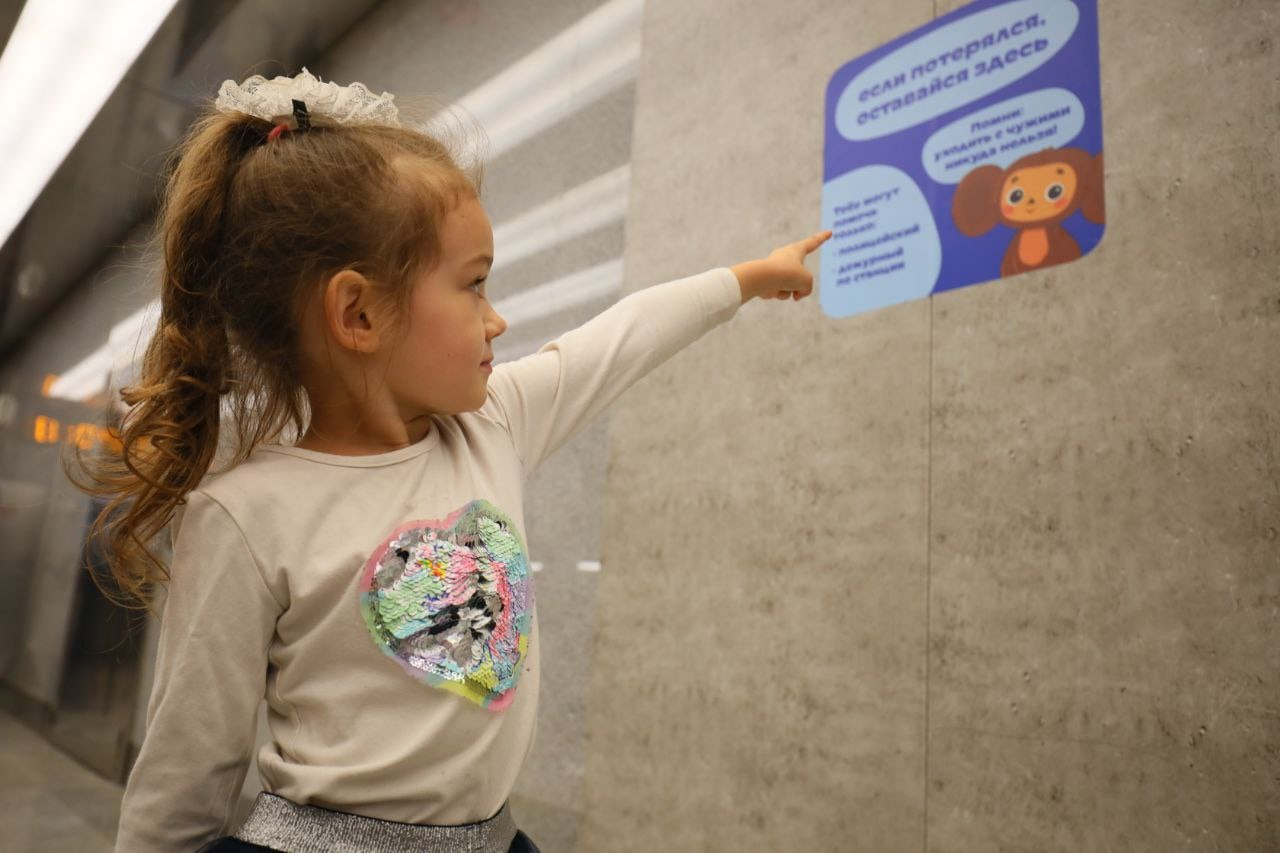 если потерялся,
оставайся здесь
Помни:
уходить с чужими
никуда нельзя!
Тебе могут
помочь
только:
- полицейский
- дежурный
по станции